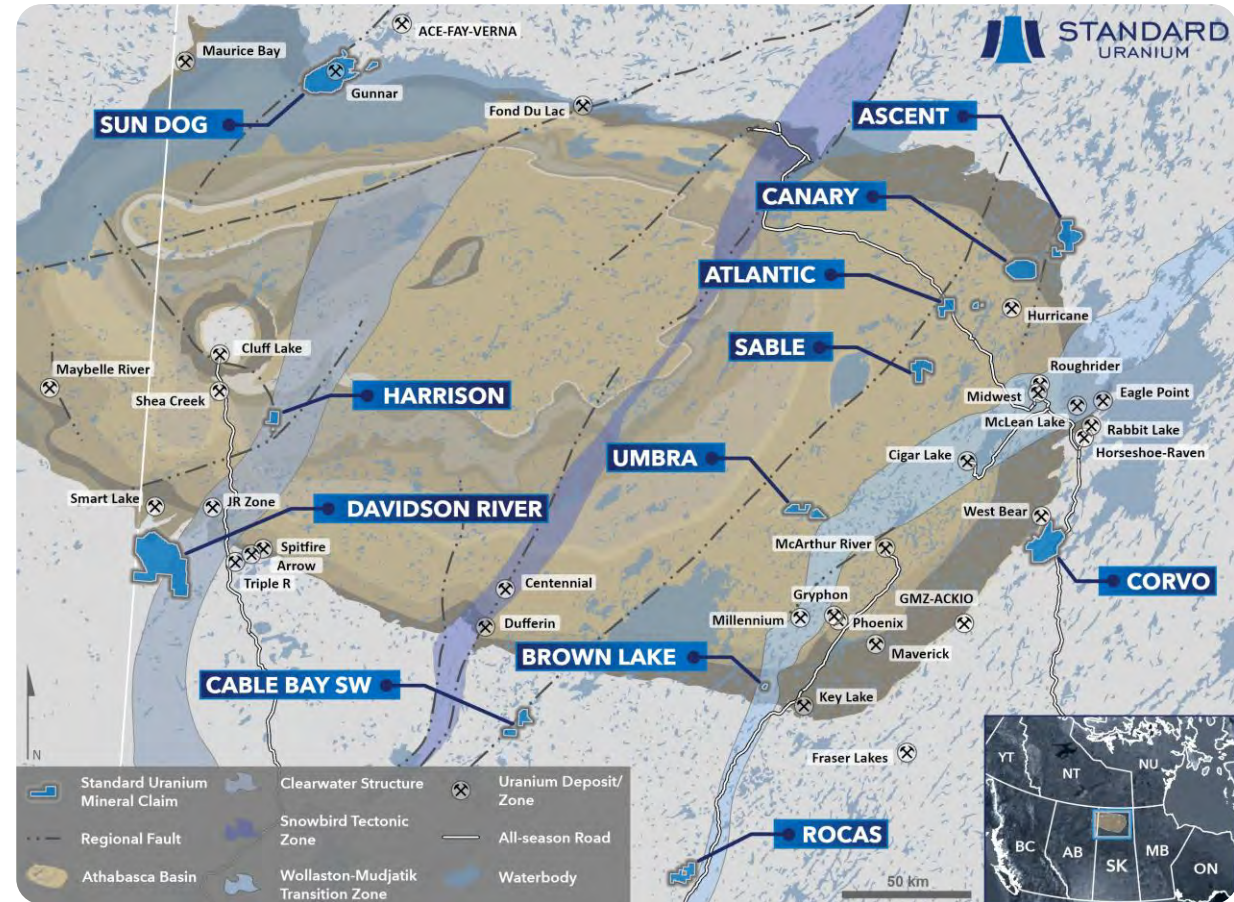 STANDARD
URANIUM
ACE-FAY-VERNA
Maurice Bay
Gunnar
SUN DOG
Fond Du Lac
ASCENT
CANARY
ATLANTIC
Hurricane
SABLE
Cluff Lake
Maybelle River
Shea Creek
HARRISON
Roughrider
Midwest
Eagle Point
McLean Lake
Rabbit Lake
Horseshoe-Raven
UMBRA
Cigar Lake
Smart Lake
JR Zone
DAVIDSON RIVER
West Bear
McArthur River
Spitfire
Arrow
Triple R
Centennial
CORVO
Gryphon
GMZ-ACKIO
Millennium
Phoenix
Dufferin
Maverick
BROWN LAKE
CABLE BAY SW
Key Lake
Fraser Lakes
N
ROCAS
Standard Uranium
Mineral Claim
Clearwater Structure
Uranium Deposit/
Zone
Regional Fault
Snowbird Tectonic
Zone
All-season Road
Athabasca Basin
Wollaston-Mudjatik
Transition Zone
Waterbody
50 km
YT
NT
NU
BC
AB
SK
MB
ON